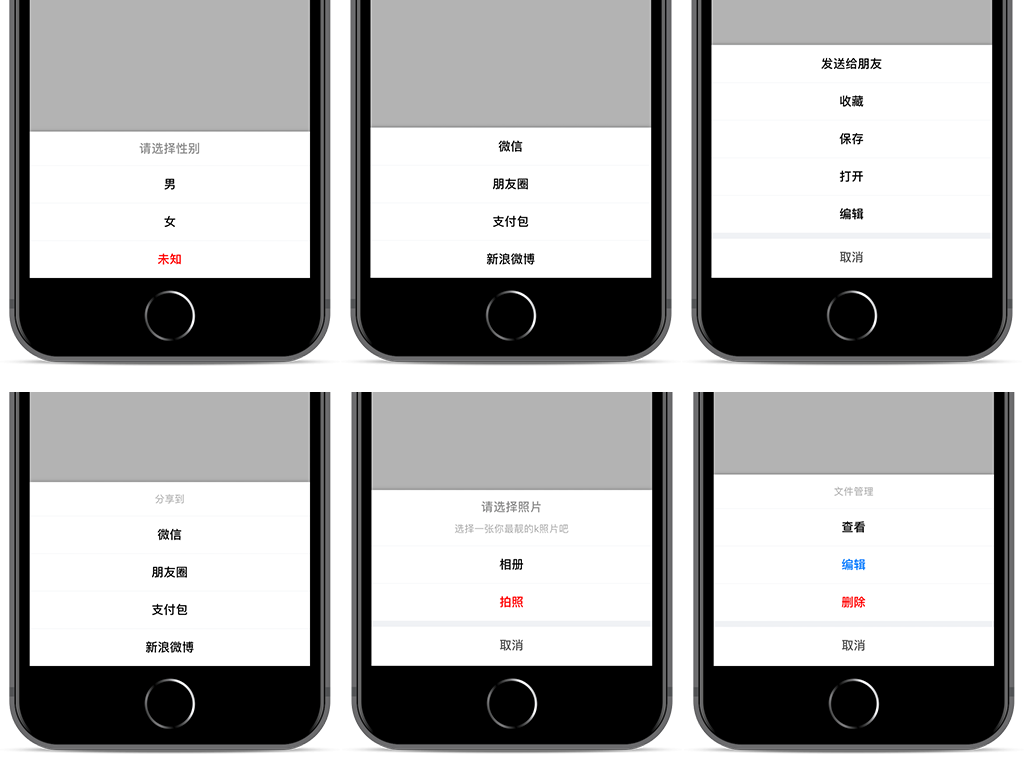 请选择性别
男
女
未知
微信
朋友圈
支付包
新浪微博
发送给朋友
收藏
保存
打开
编辑
取消
分享到
微信
朋友圈
支付包
新浪微博
请选择照片
选择一张你最靓的k照片吧
相册
拍照
取消
文件管理
查看
编辑
删除
取消